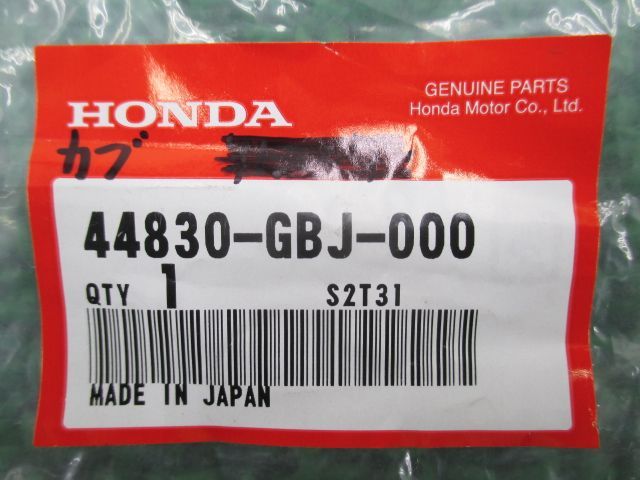 HONDA
GENUINE PARTS
Honda Motor Co., Ltd.
カブ
44830-GBJ-000
QTY 1 S2T31
MADE IN JAPAN